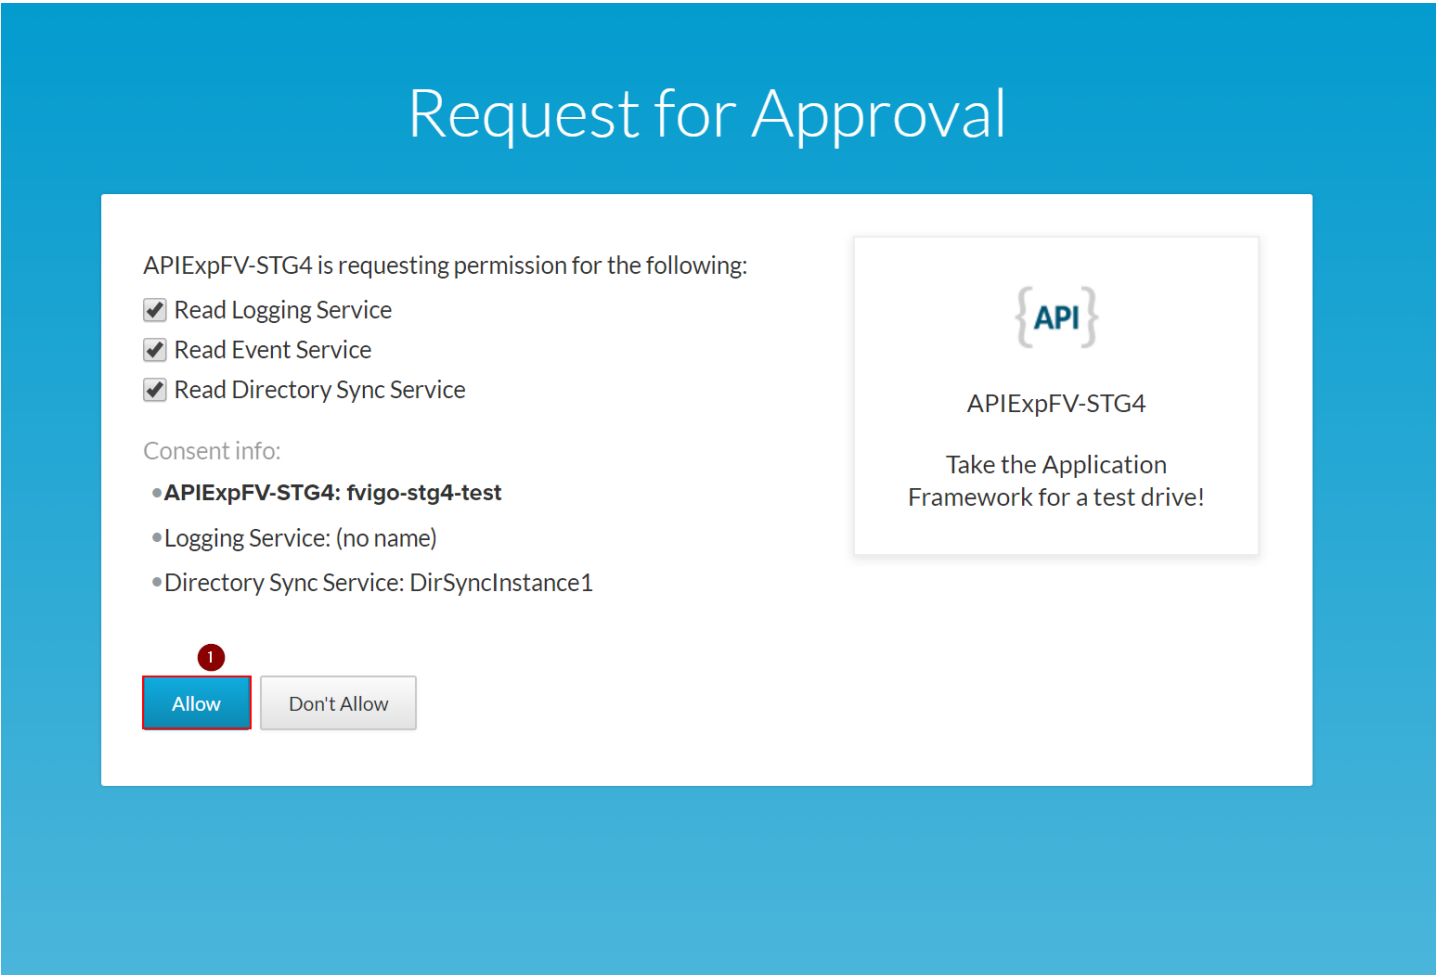 Request for Approval
APIExpFV-STG4 is requesting permission for the following:
Read Logging Service
Read Event Service
Read Directory Sync Service
Consent info:
•APIExpFV-STG4: fvigo-stg4-test
•Logging Service: (no name)
•Directory Sync Service: DirSyncInstance1
1
Allow
Don't Allow
{API}
APIExpFV-STG4
Take the Application
Framework for a test drive!